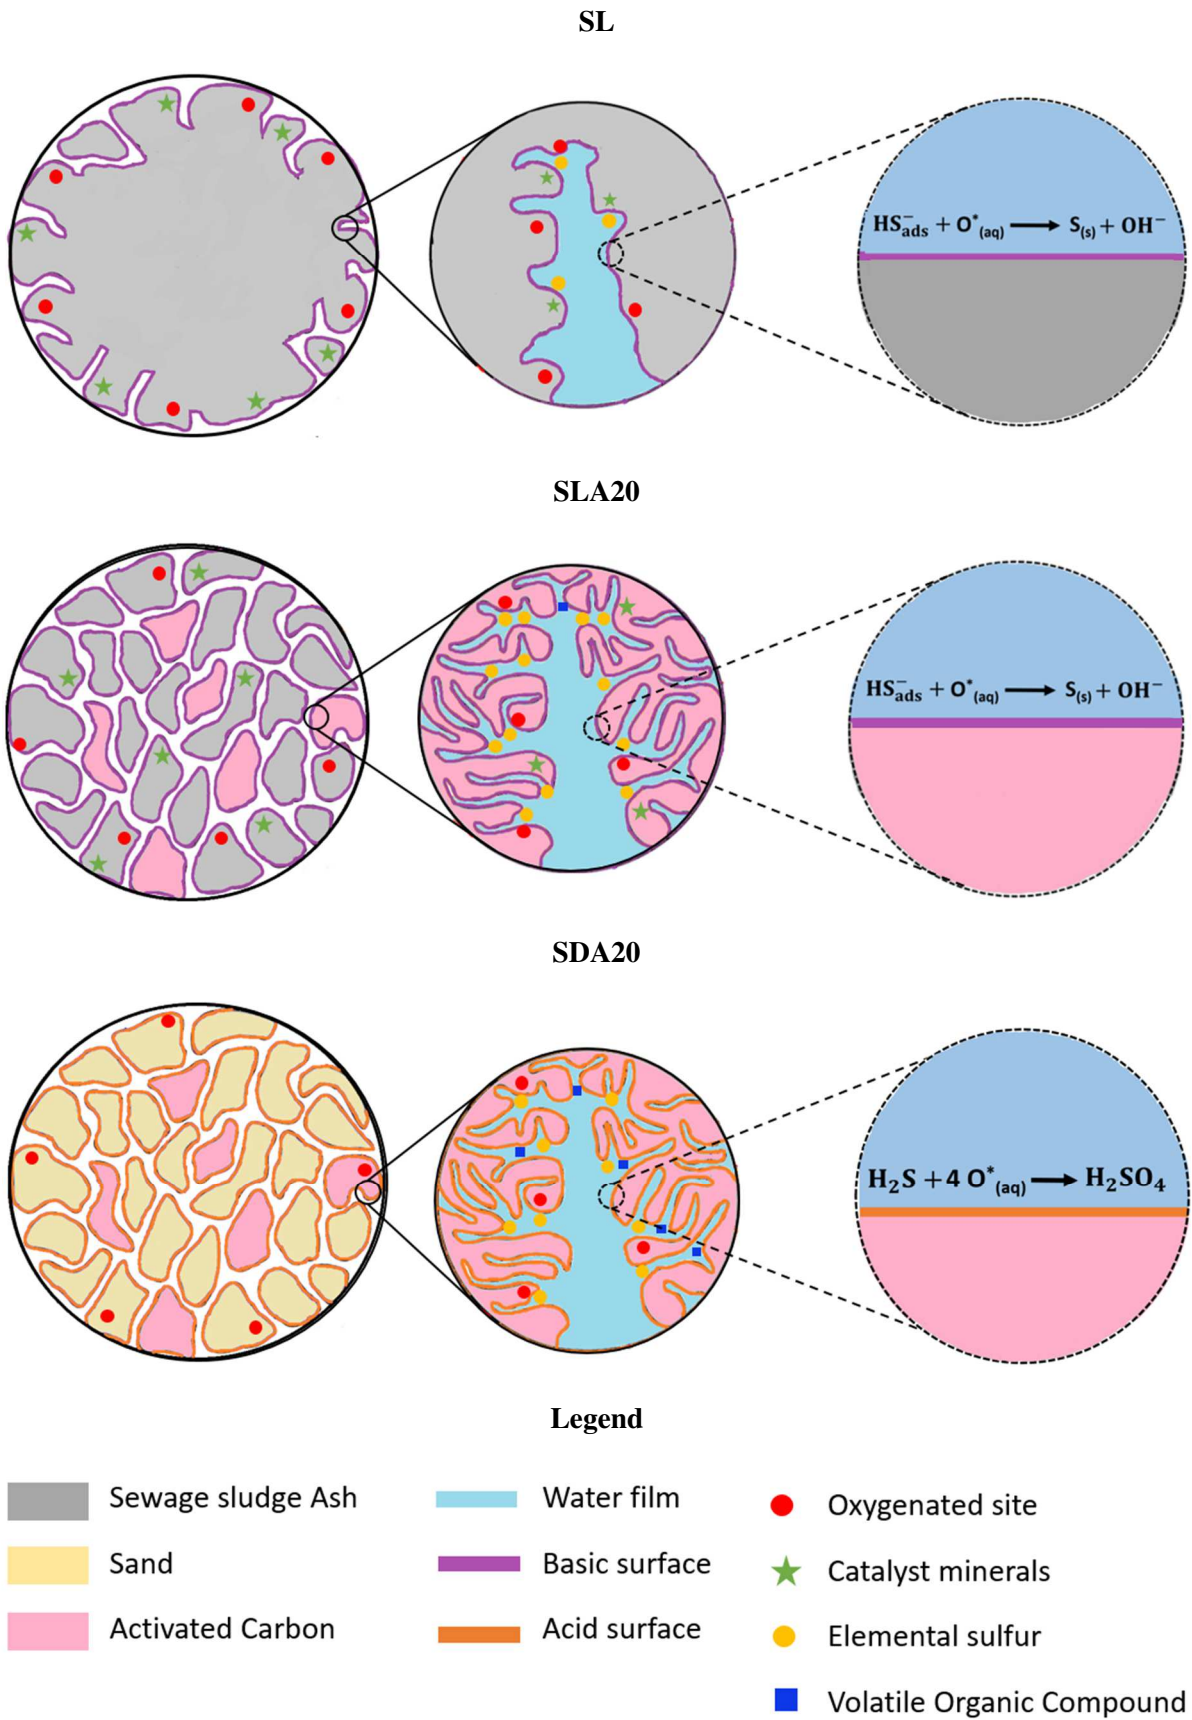 SL
HS⁻ads + O*(aq) ⟶ S(s) + OH⁻
SLA20
HS⁻ads + O*(aq) ⟶ S(s) + OH⁻
SDA20
H₂S + 4 O*(aq) ⟶ H₂SO₄
Legend
Sewage sludge Ash
Water film
Oxygenated site
Sand
Basic surface
Catalyst minerals
Activated Carbon
Acid surface
Elemental sulfur
Volatile Organic Compound